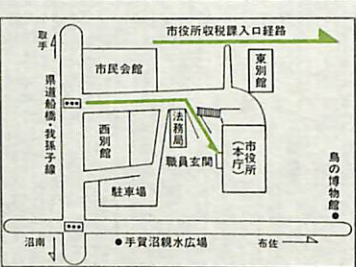 市役所収税課入口経路
取手
市民会館
東別館
県道船橋・我孫子線
西別館
法務局
職員玄関
市役所
(本庁)
鳥の博物館
駐車場
沼南
手賀沼親水広場
布佐